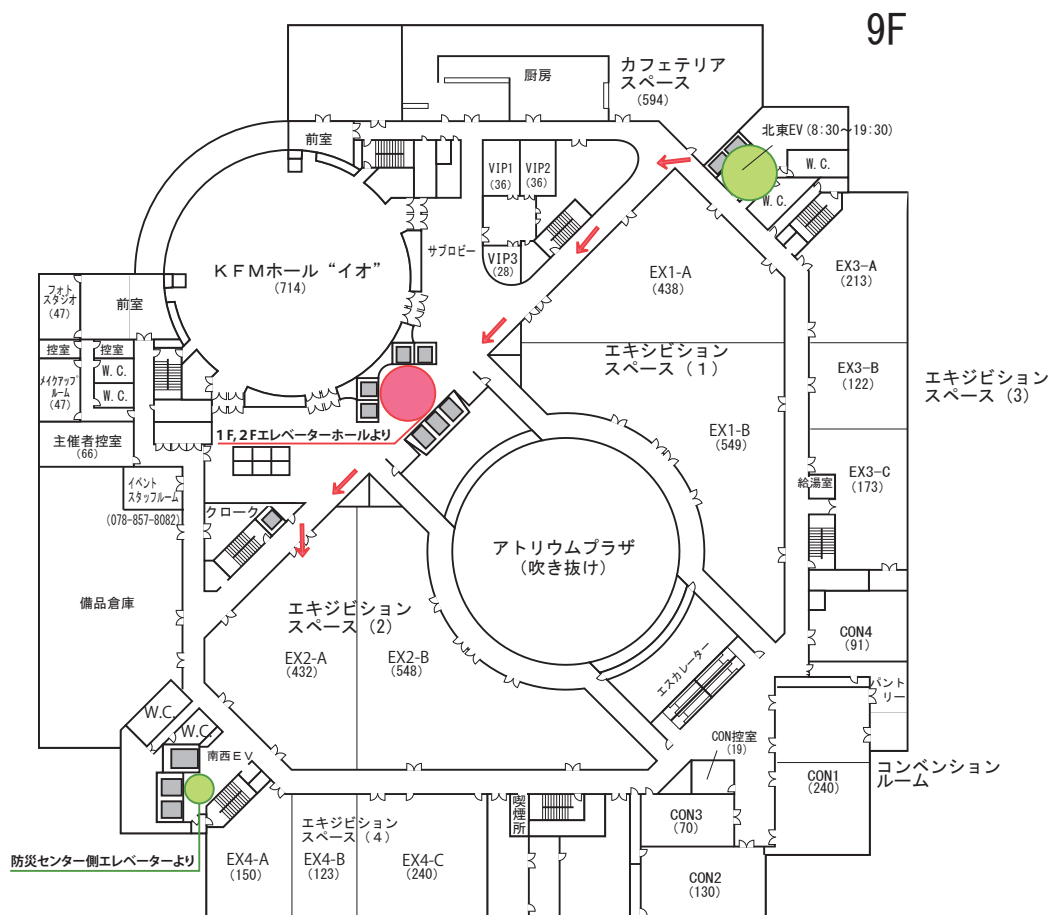 9F
カフェテリア
スペース
(594)
厨房
北東EV(8:30～19:30)
W.C.
W.C.
前室
VIP1
(36)
VIP2
(36)
VIP3
(28)
サブロビー
KFMホール“イオ”
(714)
EX1-A
(438)
EX3-A
(213)
フォト
スタジオ
(47)
前室
控室
控室
W.C.
W.C.
メイクアップ
ルーム
(47)
エキシビション
スペース(1)
EX3-B
(122)
エキジビション
スペース(3)
EX1-B
(549)
主催者控室
(66)
1F,2Fエレベーターホールより
イベント
スタッフルーム
(078-857-8082)
クローク
給湯室
EX3-C
(173)
アトリウムプラザ
(吹き抜け)
備品倉庫
エキジビション
スペース(2)
EX2-A
(432)
EX2-B
(548)
CON4
(91)
エスカレーター
パント
リー
W.C.
W.C.
南西EV
CON控室
(19)
CON1
(240)
コンベンション
ルーム
喫煙所
CON3
(70)
エキジビション
スペース(4)
防災センター側エレベーターより
EX4-A
(150)
EX4-B
(123)
EX4-C
(240)
CON2
(130)